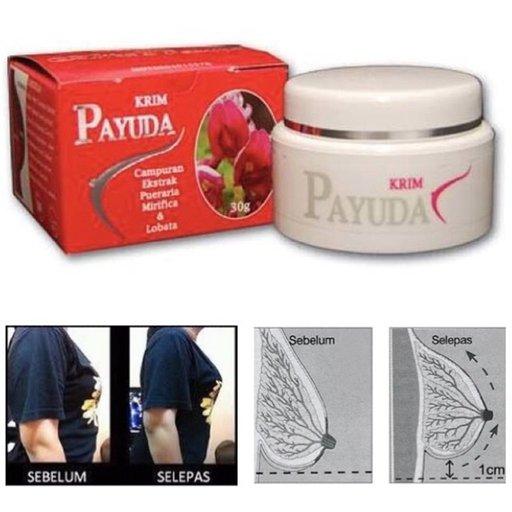 KRIM
PAYUDA
Campuran
Ekstrak
Pueraria
Mirifica
&
Lobata
30g
KRIM
PAYUDA
SEBELUM
SELEPAS
Sebelum
Selepas
1cm